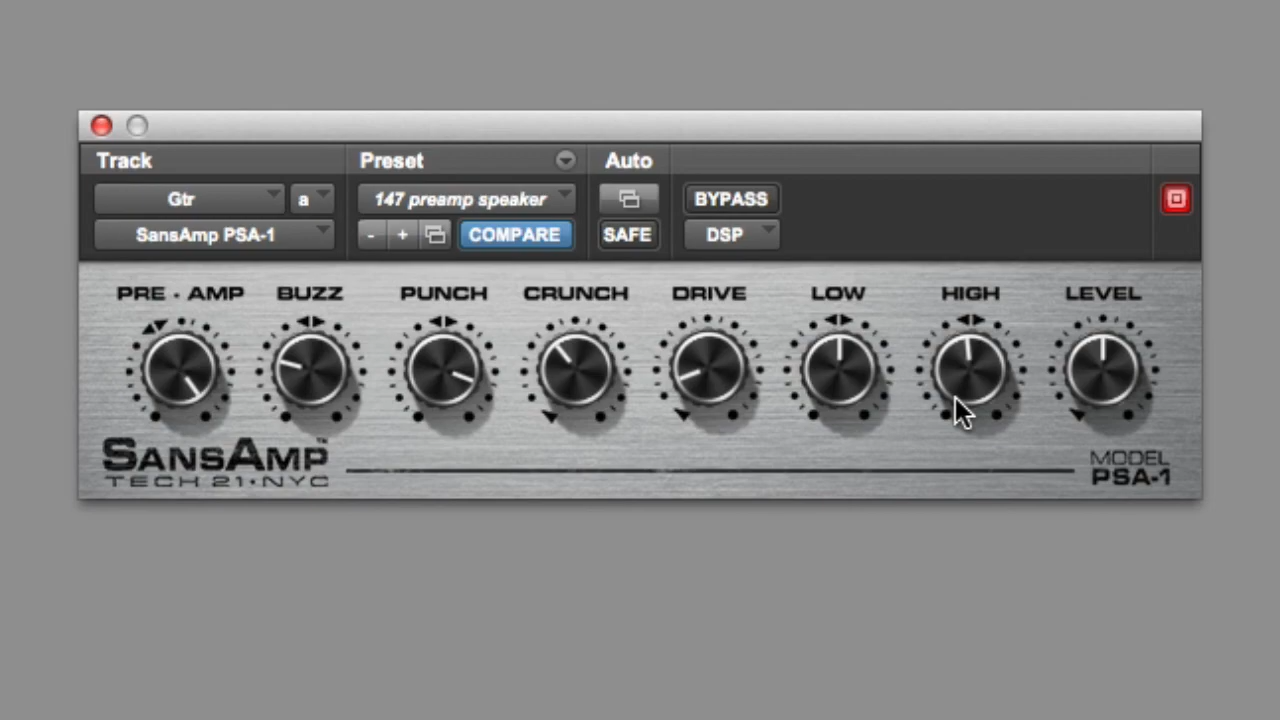 Track Preset Auto
Gtr a 147 preamp speaker BYPASS
SansAmp PSA-1 - + COMPARE SAFE DSP
PRE - AMP BUZZ PUNCH CRUNCH DRIVE LOW HIGH LEVEL
SANSAMP™ MODEL
TECH 21·NYC PSA-1